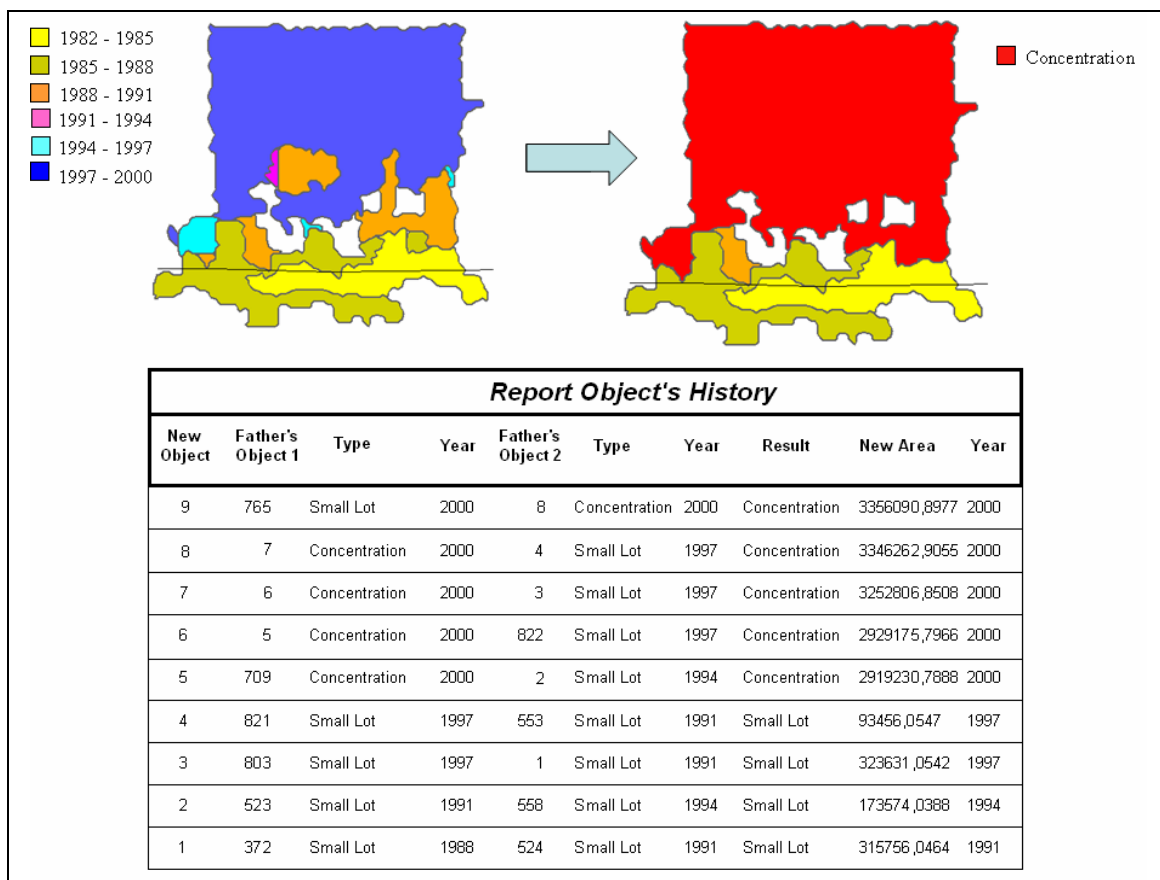 1982 - 1985
1985 - 1988
1988 - 1991
1991 - 1994
1994 - 1997
1997 - 2000
Concentration
Report Object's History
New Object Father's Object 1 Type Year Father's Object 2 Type Year Result New Area Year
9 765 Small Lot 2000 8 Concentration 2000 Concentration 3356090,8977 2000
8 7 Concentration 2000 4 Small Lot 1997 Concentration 3346262,9055 2000
7 6 Concentration 2000 3 Small Lot 1997 Concentration 3252806,8508 2000
6 5 Concentration 2000 822 Small Lot 1997 Concentration 2929175,7966 2000
5 709 Concentration 2000 2 Small Lot 1994 Concentration 2919230,7888 2000
4 821 Small Lot 1997 553 Small Lot 1991 Small Lot 93456,0547 1997
3 803 Small Lot 1997 1 Small Lot 1991 Small Lot 323631,0542 1997
2 523 Small Lot 1991 558 Small Lot 1994 Small Lot 173574,0388 1994
1 372 Small Lot 1988 524 Small Lot 1991 Small Lot 315756,0464 1991